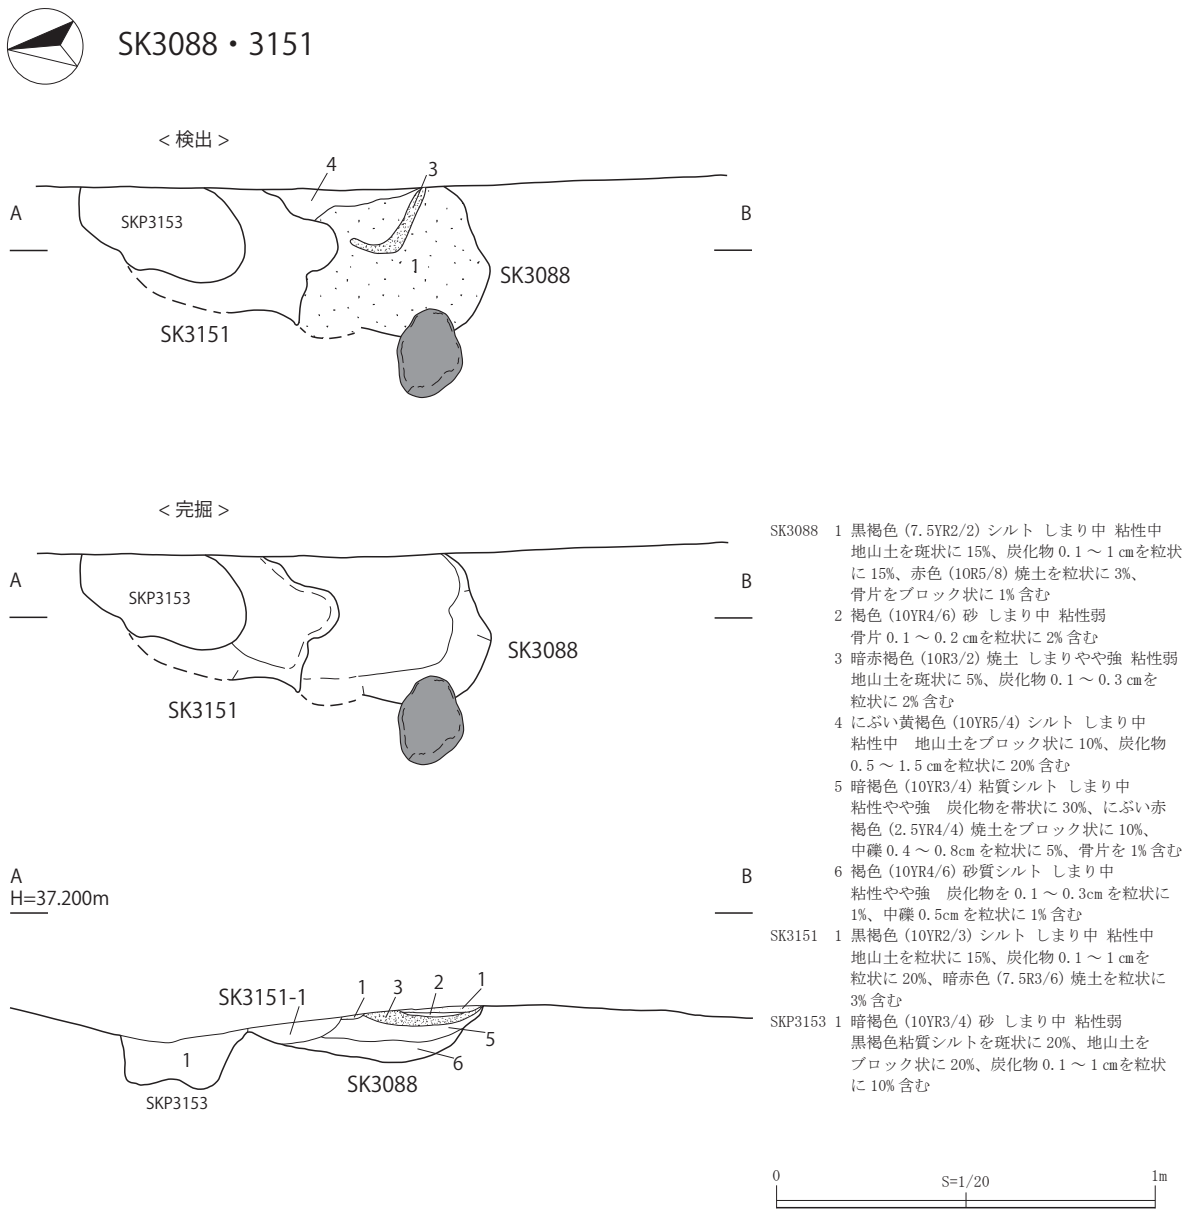 SK3088・3151
< 検出 >
4
3
A
SKP3153
B
1
SK3088
SK3151
< 完掘 >
A
SKP3153
B
SK3088
SK3151
A
B
H=37.200m
SK3151-1
1
3
2
1
1
5
6
SK3088
SKP3153
SK3088 1 黒褐色 (7.5YR2/2) シルト しまり中 粘性中
地山土を斑状に 15%、炭化物 0.1 ～ 1 ㎝を粒状
に 15%、赤色 (10R5/8) 焼土を粒状に 3%、
骨片をブロック状に 1% 含む
2 褐色 (10YR4/6) 砂 しまり中 粘性弱
骨片 0.1 ～ 0.2 ㎝を粒状に 2% 含む
3 暗赤褐色 (10R3/2) 焼土 しまりやや強 粘性弱
地山土を斑状に 5%、炭化物 0.1 ～ 0.3 ㎝を
粒状に 2% 含む
4 にぶい黄褐色 (10YR5/4) シルト しまり中
粘性中 地山土をブロック状に 10%、炭化物
0.5 ～ 1.5 ㎝を粒状に 20% 含む
5 暗褐色 (10YR3/4) 粘質シルト しまり中
粘性やや強 炭化物を帯状に 30%、にぶい赤
褐色 (2.5YR4/4) 焼土をブロック状に 10%、
中礫 0.4 ～ 0.8cm を粒状に 5%、骨片を 1% 含む
6 褐色 (10YR4/6) 砂質シルト しまり中
粘性やや強 炭化物を 0.1 ～ 0.3cm を粒状に
1%、中礫 0.5cm を粒状に 1% 含む
SK3151 1 黒褐色 (10YR2/3) シルト しまり中 粘性中
地山土を粒状に 15%、炭化物 0.1 ～ 1 ㎝を
粒状に 20%、暗赤色 (7.5R3/6) 焼土を粒状に
3% 含む
SKP3153 1 暗褐色 (10YR3/4) 砂 しまり中 粘性弱
黒褐色粘質シルトを斑状に 20%、地山土を
ブロック状に 20%、炭化物 0.1 ～ 1 ㎝を粒状
に 10% 含む
0
S=1/20
1m